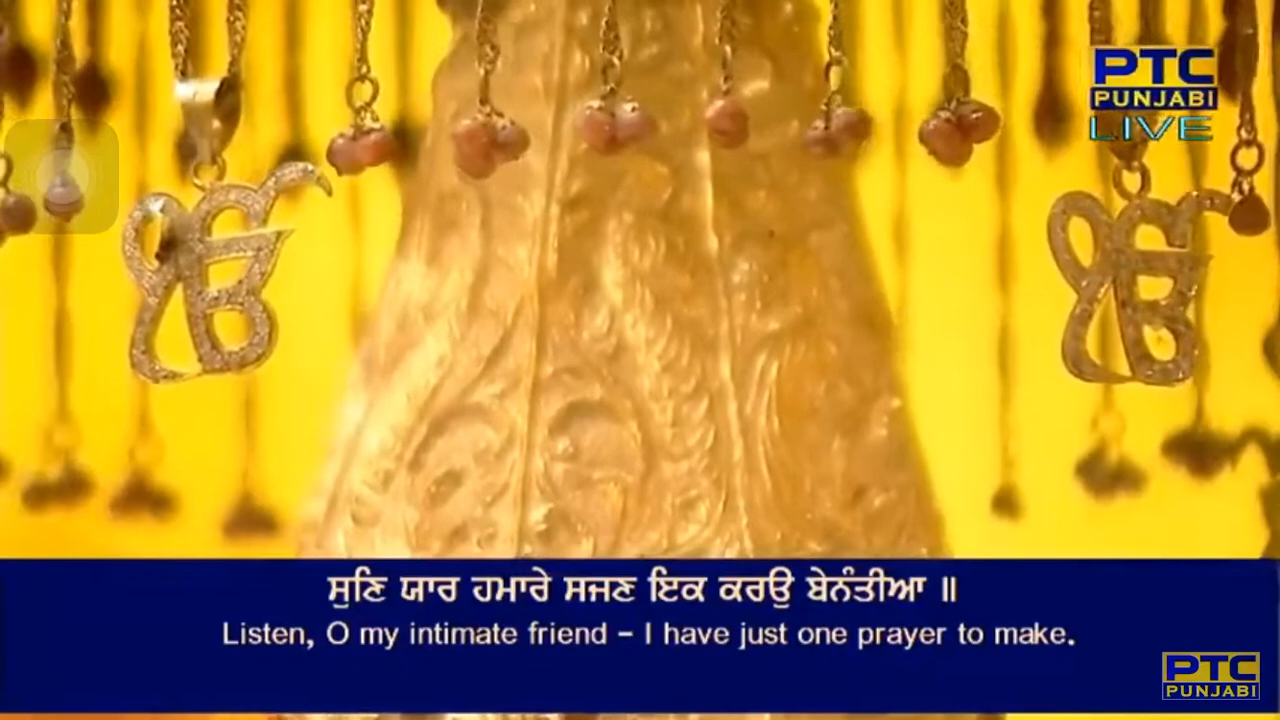 PTC
PUNJABI
LIVE
ੴ
ੴ
ਸੁਣਿ ਯਾਰ ਹਮਾਰੇ ਸਜਣ ਇਕ ਕਰਉ ਬੇਨੰਤੀਆ ॥
Listen, O my intimate friend – I have just one prayer to make.
PTC
PUNJABI